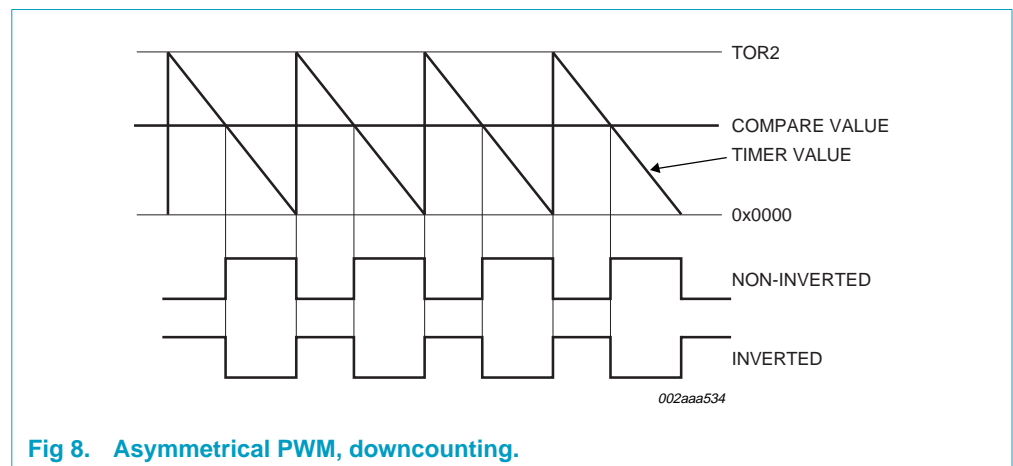 TOR2
COMPARE VALUE
TIMER VALUE
0x0000
NON-INVERTED
INVERTED
002aaa534
Fig 8. Asymmetrical PWM, downcounting.